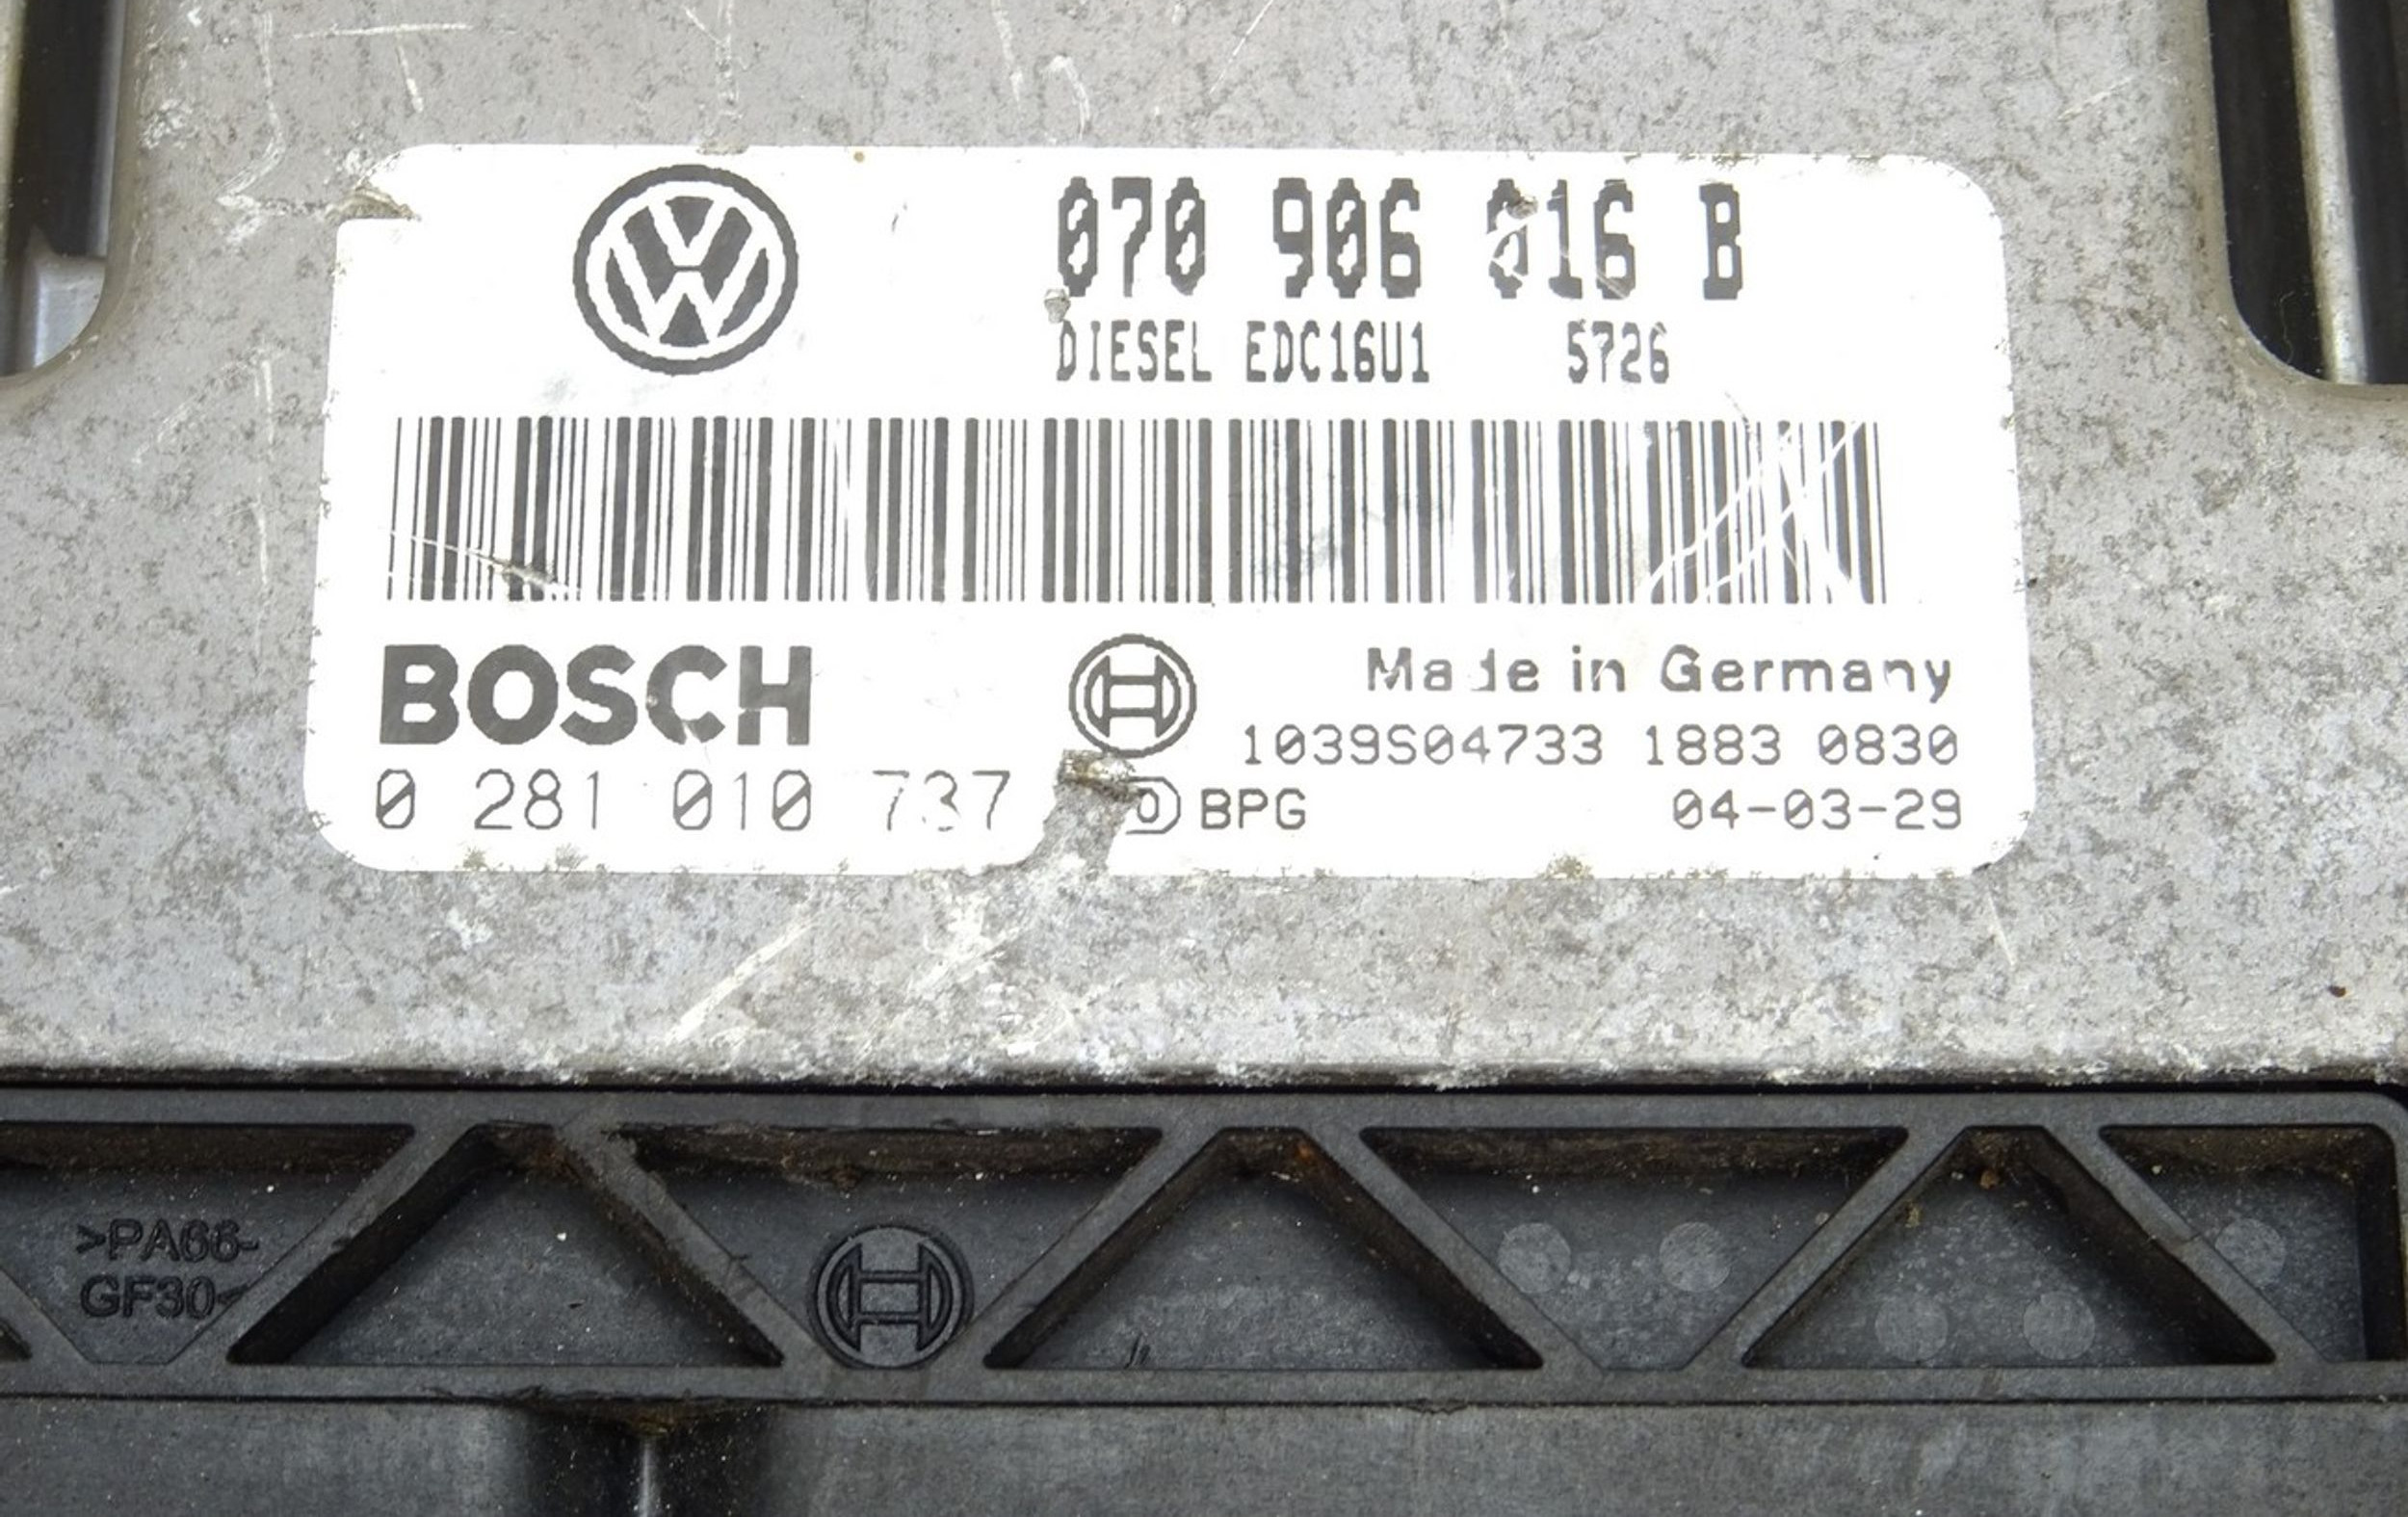 070 906 016 B
DIESEL EDC16U1 5726
BOSCH
Made in Germany
1039S04733 1883 0830
0 281 010 737
BPG
04-03-29
>PA66-
GF30<